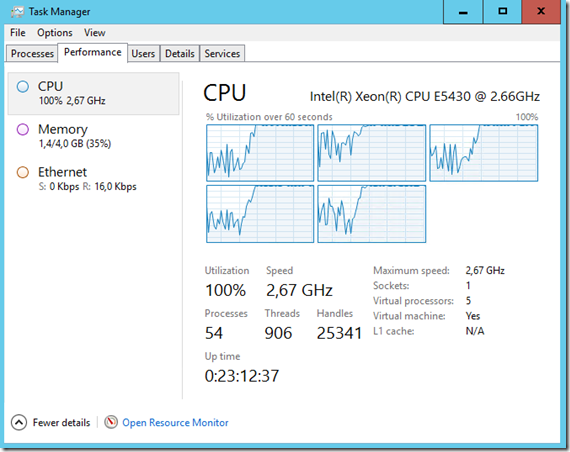 Task Manager
File Options View
Processes Performance Users Details Services
CPU
100% 2,67 GHz
Memory
1,4/4,0 GB (35%)
Ethernet
S: 0 Kbps R: 16,0 Kbps
CPU Intel(R) Xeon(R) CPU E5430 @ 2.66GHz
% Utilization over 60 seconds 100%
Utilization Speed
100% 2,67 GHz
Processes Threads Handles
54 906 25341
Up time
0:23:12:37
Maximum speed: 2,67 GHz
Sockets: 1
Virtual processors: 5
Virtual machine: Yes
L1 cache: N/A
Fewer details Open Resource Monitor